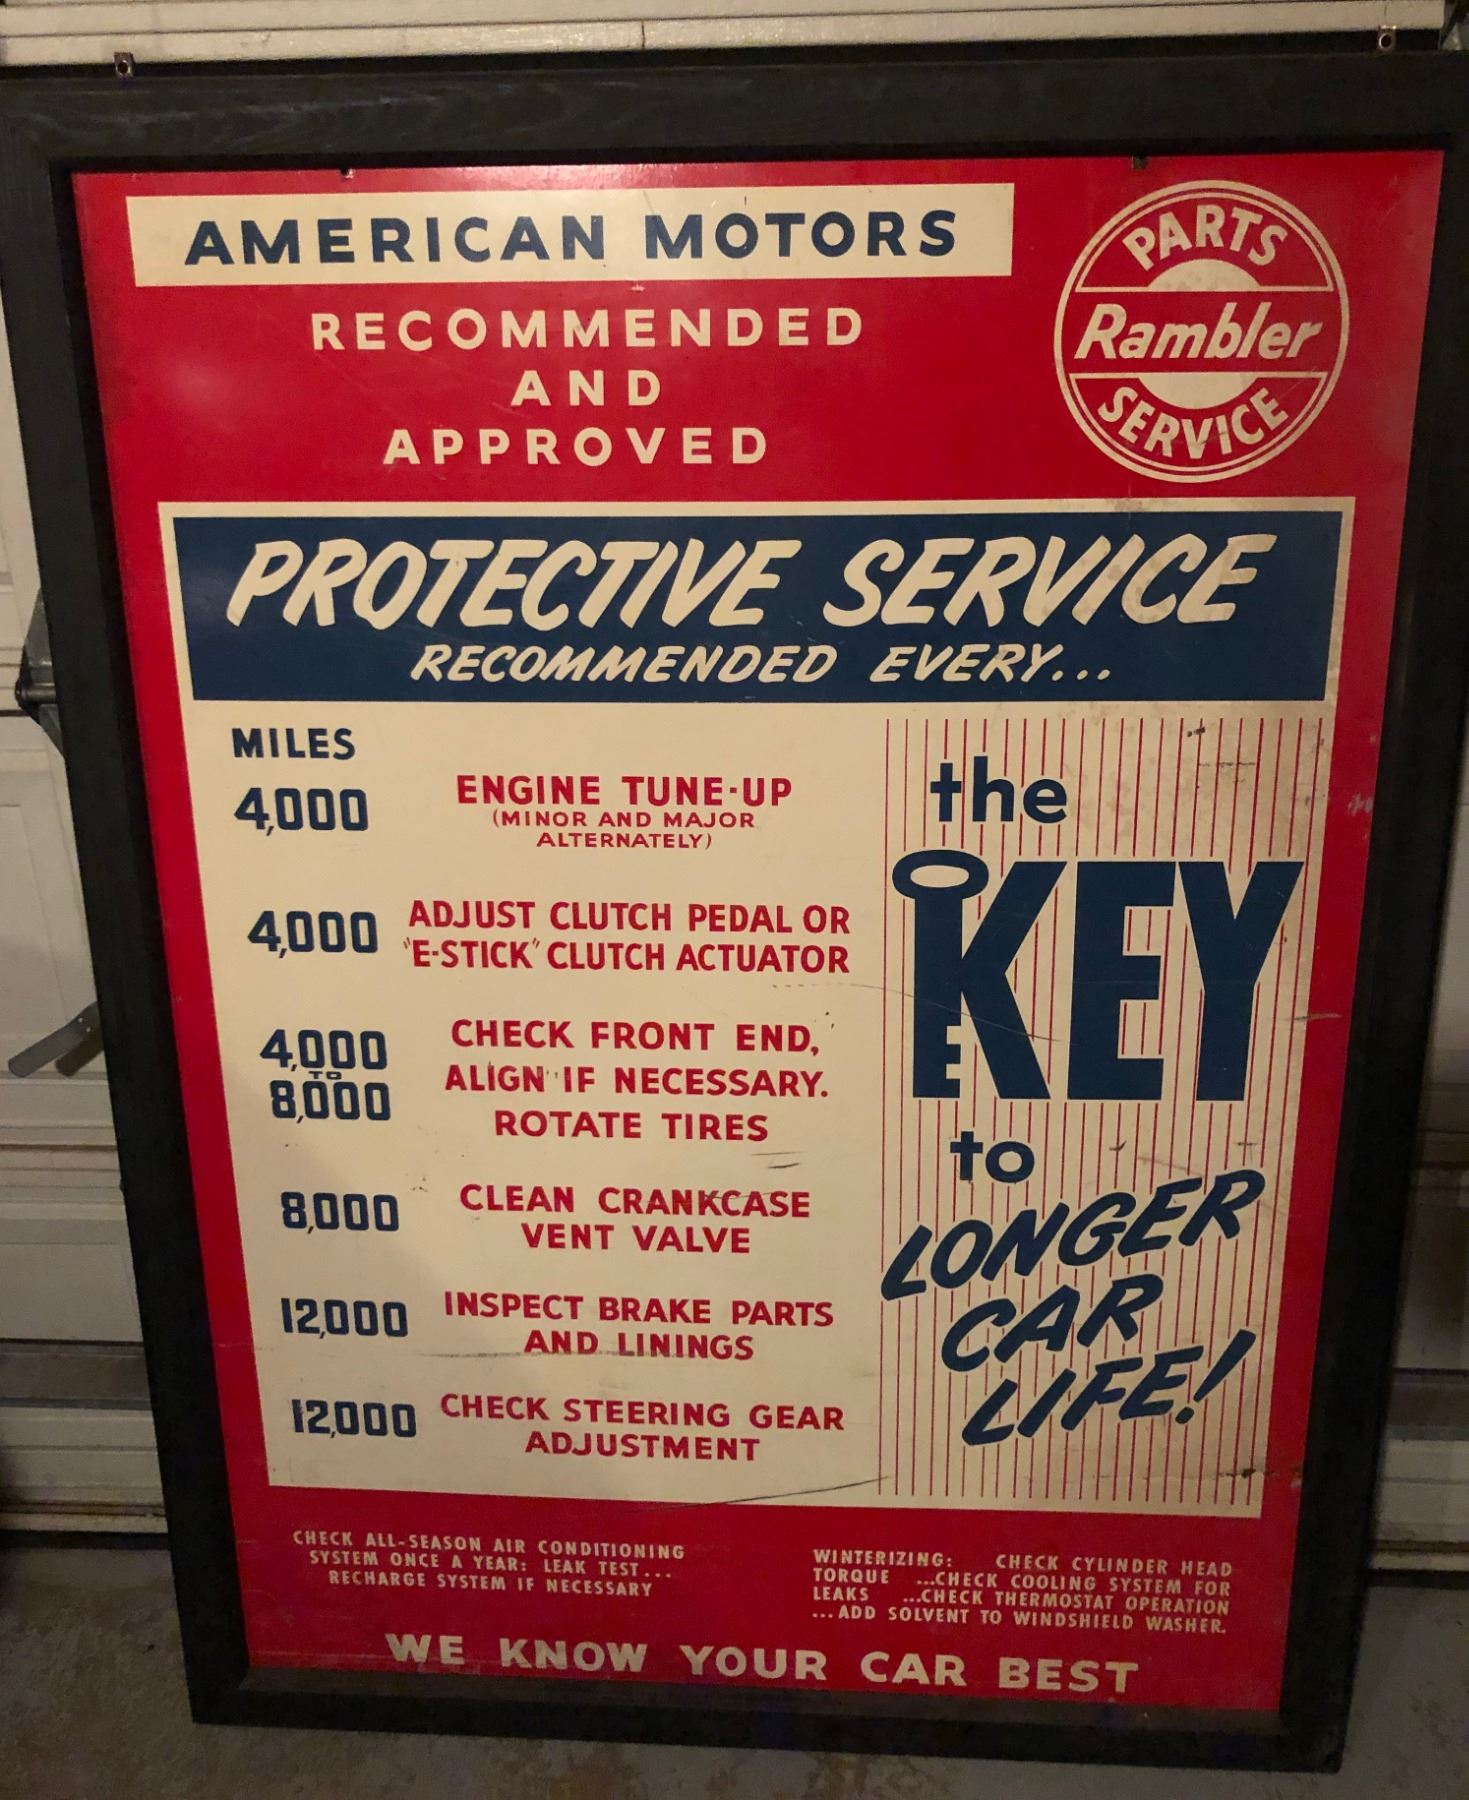 AMERICAN MOTORS
RECOMMENDED
AND
APPROVED
PARTS
Rambler
SERVICE
PROTECTIVE SERVICE
RECOMMENDED EVERY...
MILES
4,000 ENGINE TUNE-UP
(MINOR AND MAJOR
ALTERNATELY)
4,000 ADJUST CLUTCH PEDAL OR
"E-STICK" CLUTCH ACTUATOR
4,000
TO
8,000
CHECK FRONT END,
ALIGN IF NECESSARY.
ROTATE TIRES
8,000 CLEAN CRANKCASE
VENT VALVE
12,000 INSPECT BRAKE PARTS
AND LININGS
12,000 CHECK STEERING GEAR
ADJUSTMENT
the
KEY
to
LONGER
CAR
LIFE!
CHECK ALL-SEASON AIR CONDITIONING
SYSTEM ONCE A YEAR: LEAK TEST...
RECHARGE SYSTEM IF NECESSARY
WINTERIZING: CHECK CYLINDER HEAD
TORQUE ...CHECK COOLING SYSTEM FOR
LEAKS ...CHECK THERMOSTAT OPERATION
...ADD SOLVENT TO WINDSHIELD WASHER.
WE KNOW YOUR CAR BEST